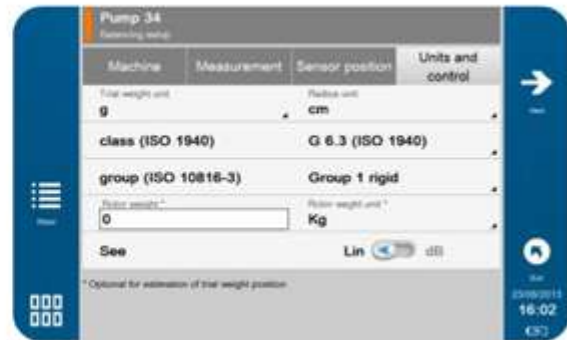 Pump 34
Balancing setup
Machine
Measurement
Sensor position
Units and
control
Trial weight unit
Radius unit
g
cm
class (ISO 1940)
G 6.3 (ISO 1940)
group (ISO 10816-3)
Group 1 rigid
Rotor weight *
Rotor weight unit *
0
Kg
See
Lin
dB
* Optional for estimation of trial weight position
16:02